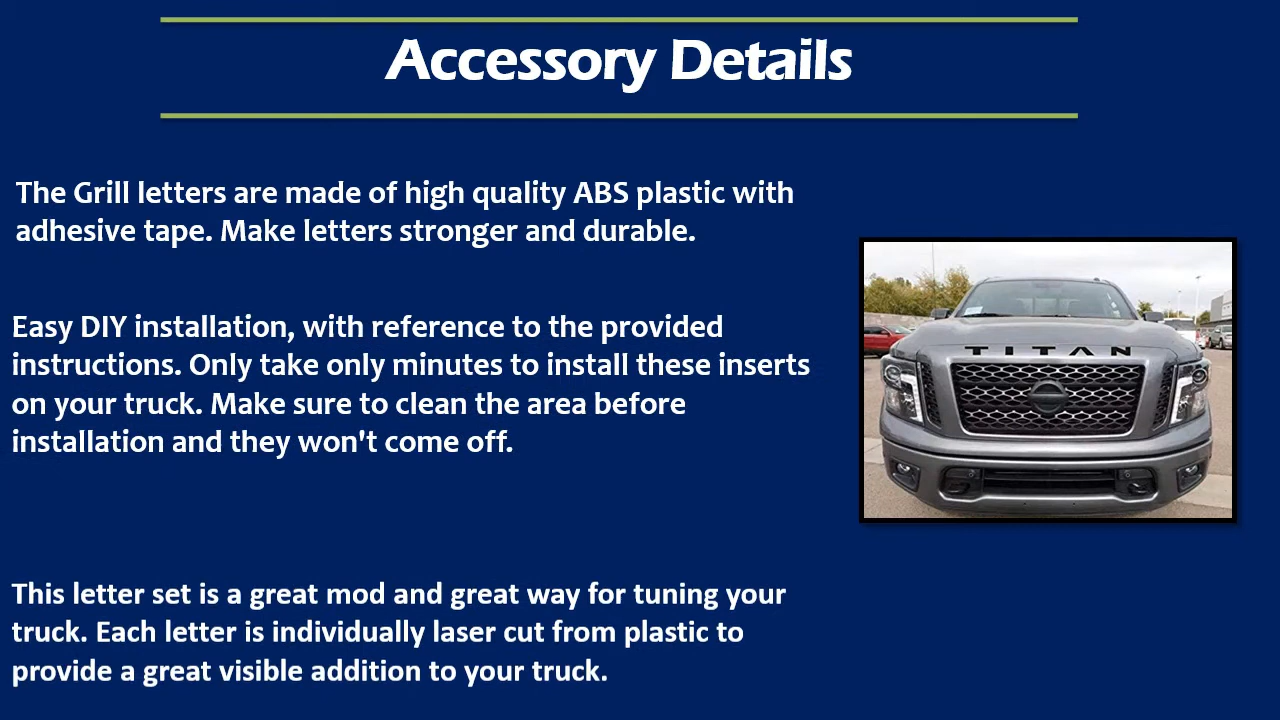 Accessory Details
The Grill letters are made of high quality ABS plastic with
adhesive tape. Make letters stronger and durable.
Easy DIY installation, with reference to the provided
instructions. Only take only minutes to install these inserts
on your truck. Make sure to clean the area before
installation and they won't come off.
TITAN
This letter set is a great mod and great way for tuning your
truck. Each letter is individually laser cut from plastic to
provide a great visible addition to your truck.